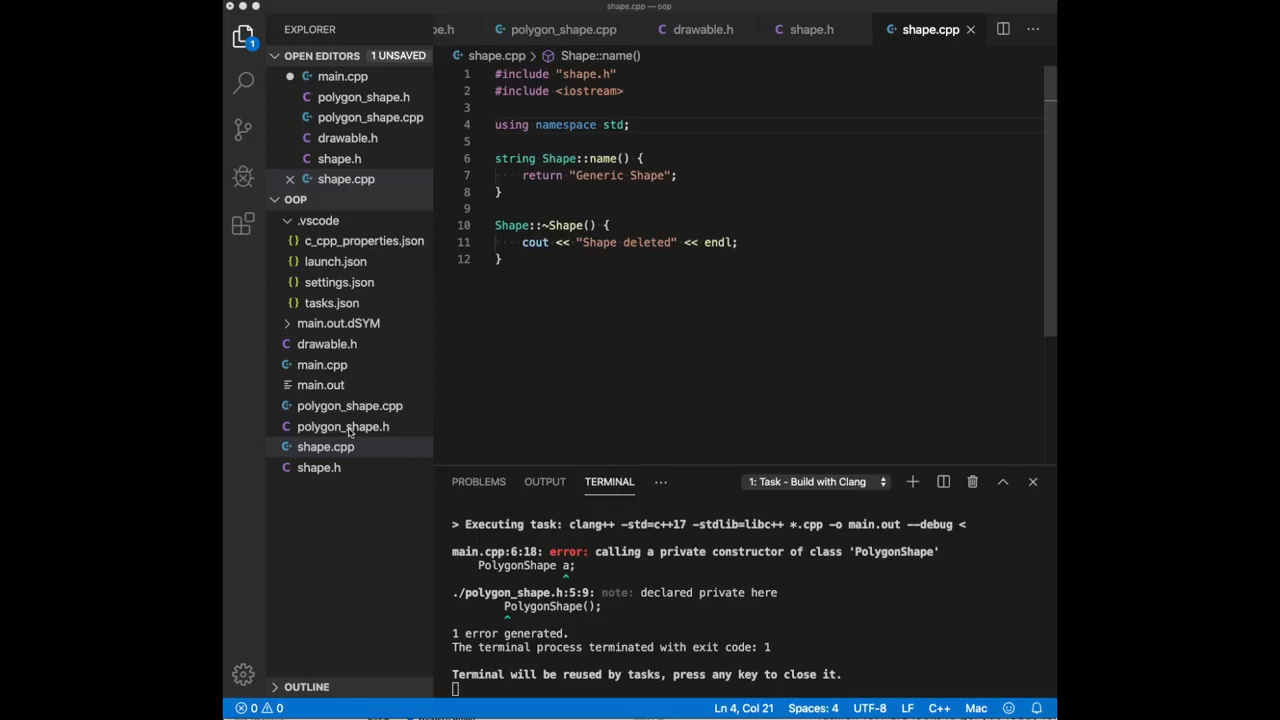 shape.cpp — oop
EXPLORER
OPEN EDITORS 1 UNSAVED
main.cpp
polygon_shape.h
polygon_shape.cpp
drawable.h
shape.h
shape.cpp
OOP
.vscode
c_cpp_properties.json
launch.json
settings.json
tasks.json
main.out.dSYM
drawable.h
main.cpp
main.out
polygon_shape.cpp
polygon_shape.h
shape.cpp
shape.h
OUTLINE
pe.h polygon_shape.cpp drawable.h shape.h shape.cpp
shape.cpp > Shape::name()
1 #include "shape.h"
2 #include <iostream>
3
4 using namespace std;
5
6 string Shape::name() {
7 return "Generic Shape";
8 }
9
10 Shape::~Shape() {
11 cout << "Shape deleted" << endl;
12 }
PROBLEMS OUTPUT TERMINAL ... 1: Task - Build with Clang
> Executing task: clang++ -std=c++17 -stdlib=libc++ *.cpp -o main.out --debug <
main.cpp:6:18: error: calling a private constructor of class 'PolygonShape'
PolygonShape a;
^
./polygon_shape.h:5:9: note: declared private here
PolygonShape();
^
1 error generated.
The terminal process terminated with exit code: 1
Terminal will be reused by tasks, press any key to close it.
1
0 0 Ln 4, Col 21 Spaces: 4 UTF-8 LF C++ Mac